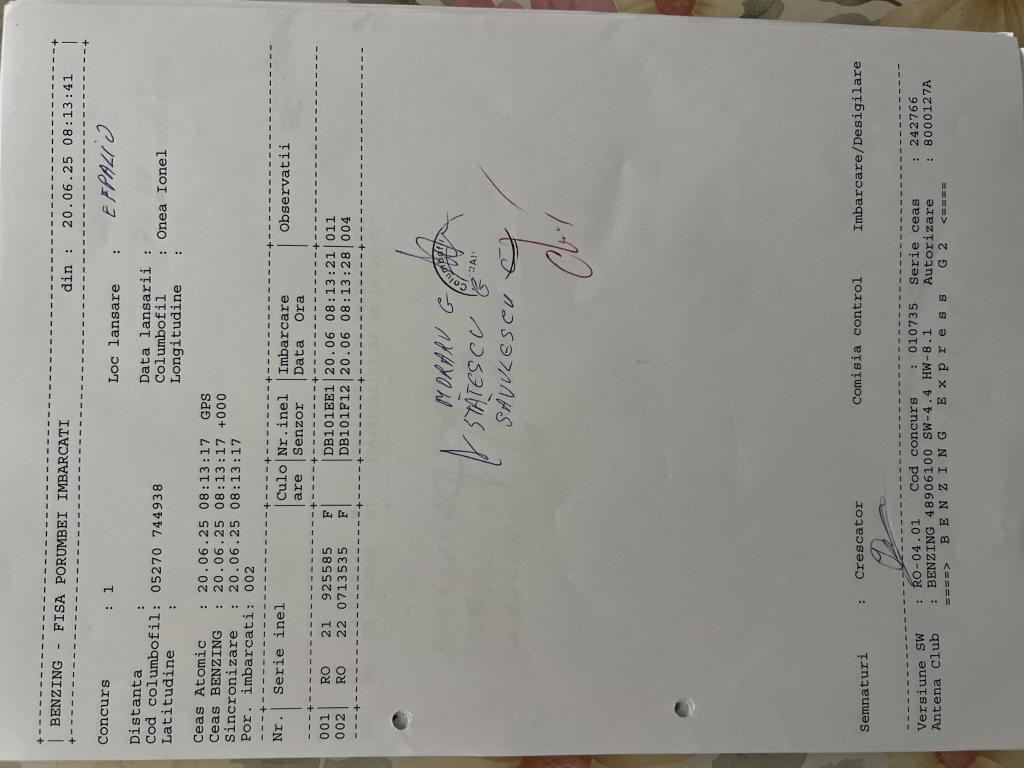 BENZING - FISA PORUMBEI IMBARCATI din : 20.06.25 08:13:41
Concurs : 1 Loc lansare : EFPALIO
Distanta : Data lansarii :
Cod columbofil: 05270 744938 Columbofil : Onea Ionel
Latitudine : Longitudine :
Ceas Atomic : 20.06.25 08:13:17 GPS
Ceas BENZING : 20.06.25 08:13:17 +000
Sincronizare : 20.06.25 08:13:17
Por. imbarcati: 002
Nr.| Serie inel |Culo|Nr.inel |Imbarcare | Observatii
are |Senzor |Data Ora |
001| RO 21 925585 F |DB101EE1|20.06 08:13:21|011
002| RO 22 0713535 F |DB101F12|20.06 08:13:28|004
MORARU G
STĂTESCU G
SAVULESCU
Semnaturi : Crescator Comisia control Imbarcare/Desigilare
Versiune SW : RO-04.01 Cod concurs : 010735 Serie ceas : 242766
Antena Club : BENZING 48906100 SW-4.4 HW-8.1 Autorizare : 8000127A
====> B E N Z I N G E x p r e s s G 2 <====